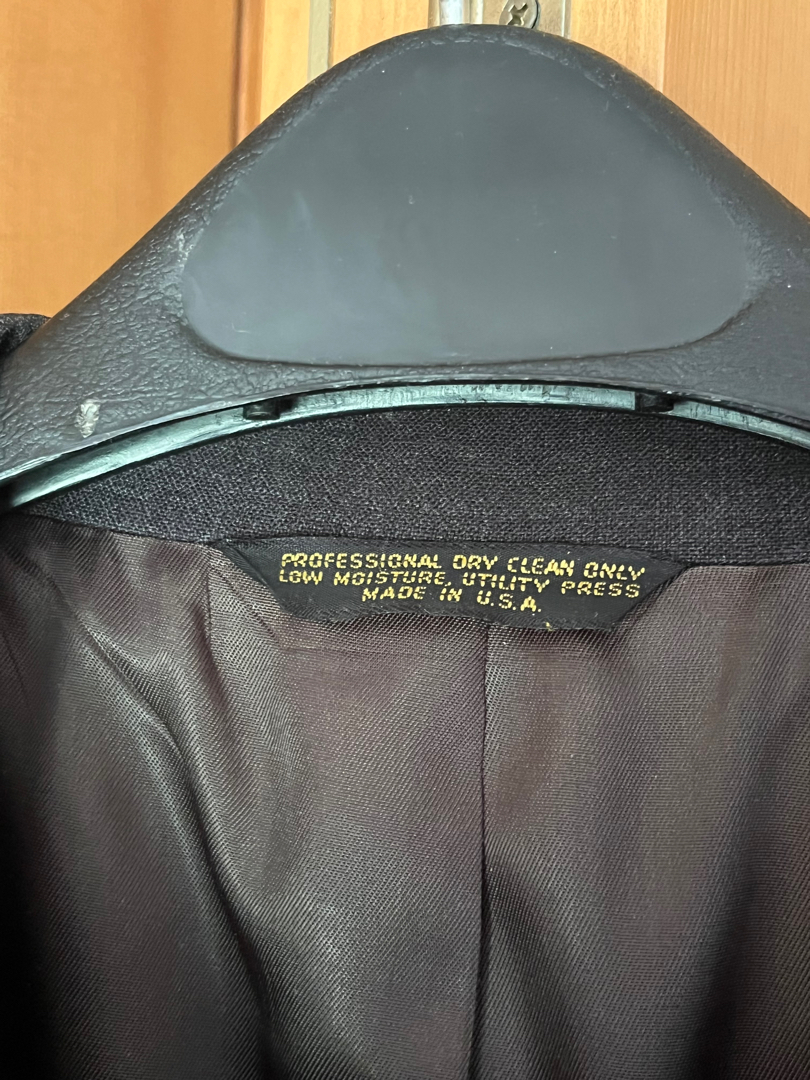 PROFESSIONAL DRY CLEAN ONLY
LOW MOISTURE, UTILITY PRESS
MADE IN U.S.A.